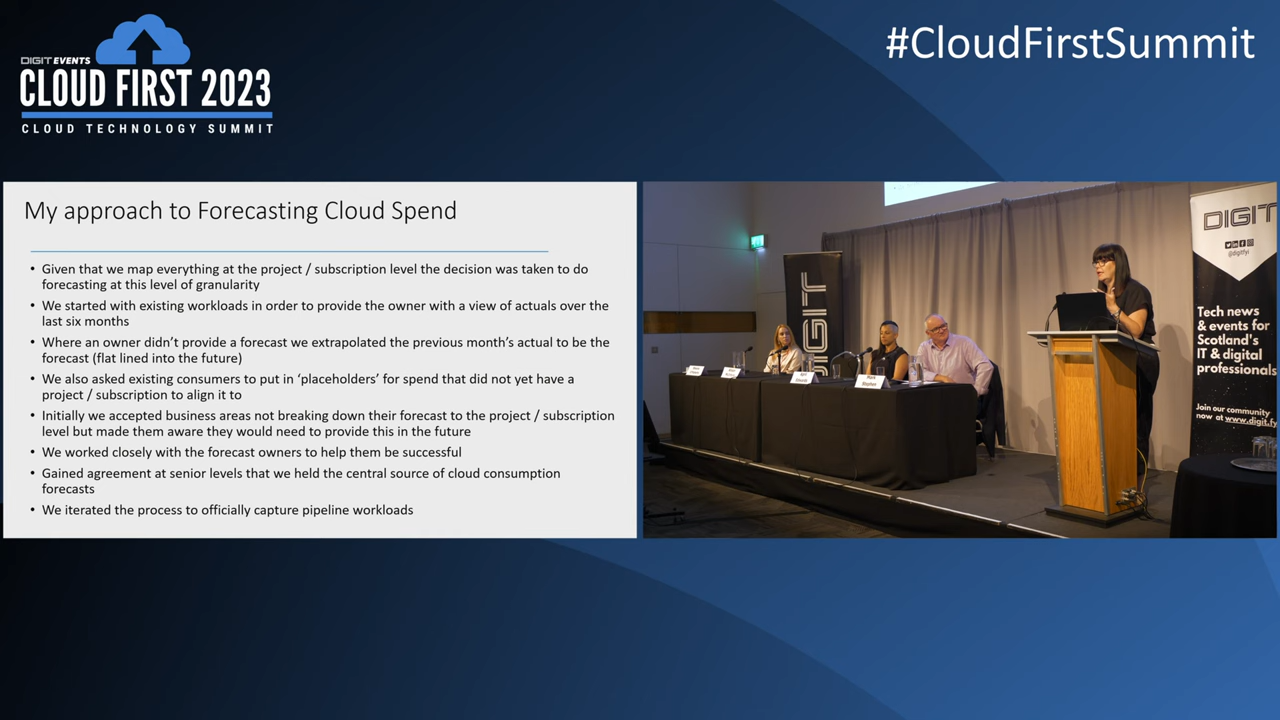 #CloudFirstSummit
DIGIT EVENTS
CLOUD FIRST 2023
CLOUD TECHNOLOGY SUMMIT
My approach to Forecasting Cloud Spend
• Given that we map everything at the project / subscription level the decision was taken to do
forecasting at this level of granularity
• We started with existing workloads in order to provide the owner with a view of actuals over the
last six months
• Where an owner didn't provide a forecast we extrapolated the previous month's actual to be the
forecast (flat lined into the future)
• We also asked existing consumers to put in 'placeholders' for spend that did not yet have a
project / subscription to align it to
• Initially we accepted business areas not breaking down their forecast to the project / subscription
level but made them aware they would need to provide this in the future
• We worked closely with the forecast owners to help them be successful
• Gained agreement at senior levels that we held the central source of cloud consumption
forecasts
• We iterated the process to officially capture pipeline workloads
DIGIT
DIGIT
@digitfyi
Tech news
& events for
Scotland's
IT & digital
professionals
Join our community
now at www.digit.fy
Mark
Stephen